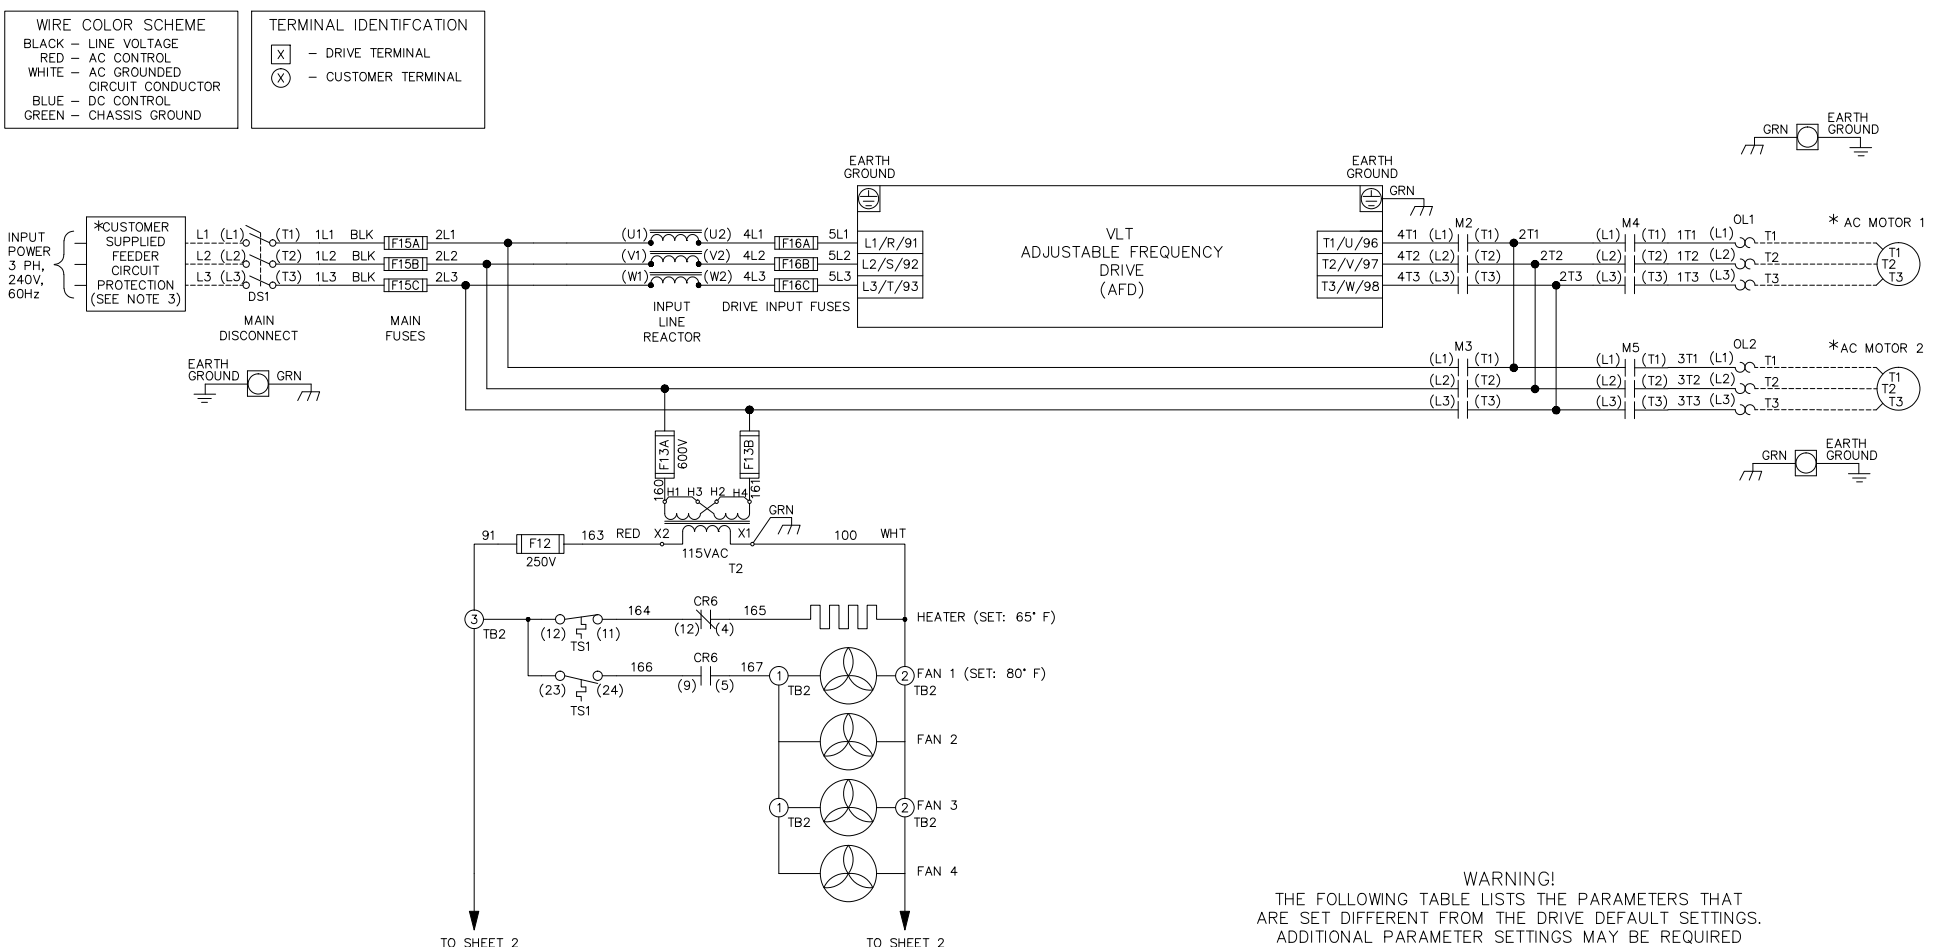 WIRE COLOR SCHEME
BLACK – LINE VOLTAGE
RED – AC CONTROL
WHITE – AC GROUNDED
CIRCUIT CONDUCTOR
BLUE – DC CONTROL
GREEN – CHASSIS GROUND
TERMINAL IDENTIFCATION
X – DRIVE TERMINAL
X – CUSTOMER TERMINAL
INPUT
POWER
3 PH,
240V,
60Hz
*CUSTOMER
SUPPLIED
FEEDER
CIRCUIT
PROTECTION
(SEE NOTE 3)
L1 (L1) (T1) 1L1 BLK F15A 2L1
L2 (L2) (T2) 1L2 BLK F15B 2L2
L3 (L3) (T3) 1L3 BLK F15C 2L3
DS1
MAIN
DISCONNECT
MAIN
FUSES
EARTH
GROUND GRN
(U1) (U2) 4L1 F16A 5L1
(V1) (V2) 4L2 F16B 5L2
(W1) (W2) 4L3 F16C 5L3
INPUT
LINE
REACTOR
DRIVE INPUT FUSES
EARTH
GROUND
L1/R/91
L2/S/92
L3/T/93
VLT
ADJUSTABLE FREQUENCY
DRIVE
(AFD)
EARTH
GROUND
GRN
T1/U/96
T2/V/97
T3/W/98
M2 M4 OL1
4T1 (L1) (T1) 2T1 (L1) (T1) 1T1 (L1) T1
4T2 (L2) (T2) 2T2 (L2) (T2) 1T2 (L2) T2
4T3 (L3) (T3) 2T3 (L3) (T3) 1T3 (L3) T3
GRN EARTH
GROUND
* AC MOTOR 1
T1
T2
T3
M3 M5 OL2
(L1) (T1) (L1) (T1) 3T1 (L1) T1
(L2) (T2) (L2) (T2) 3T2 (L2) T2
(L3) (T3) (L3) (T3) 3T3 (L3) T3
*AC MOTOR 2
T1
T2
T3
GRN EARTH
GROUND
F13A
600V
F13B
160 H1 H3 H2 H4 161
GRN
91 F12 163 RED X2 X1 100 WHT
250V
115VAC
T2
3
TB2
(12) (11)
TS1
164
CR6
(12) (4)
165
HEATER (SET: 65° F)
(23) (24)
TS1
166
CR6
(9) (5)
167
1
TB2
2
TB2
FAN 1 (SET: 80° F)
FAN 2
1
TB2
2
TB2
FAN 3
FAN 4
TO SHEET 2
TO SHEET 2
WARNING!
THE FOLLOWING TABLE LISTS THE PARAMETERS THAT
ARE SET DIFFERENT FROM THE DRIVE DEFAULT SETTINGS.
ADDITIONAL PARAMETER SETTINGS MAY BE REQUIRED